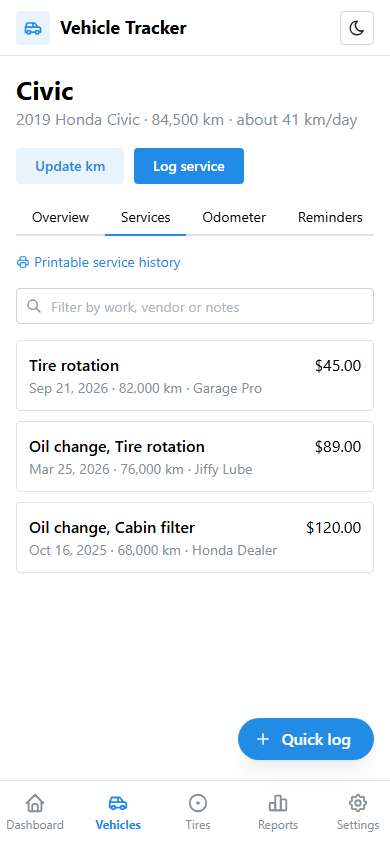 Vehicle Tracker
Civic
2019 Honda Civic · 84,500 km · about 41 km/day
Update km
Log service
Overview Services Odometer Reminders
Printable service history
Filter by work, vendor or notes
Tire rotation $45.00
Sep 21, 2026 · 82,000 km · Garage Pro
Oil change, Tire rotation $89.00
Mar 25, 2026 · 76,000 km · Jiffy Lube
Oil change, Cabin filter $120.00
Oct 16, 2025 · 68,000 km · Honda Dealer
+ Quick log
Dashboard Vehicles Tires Reports Settings